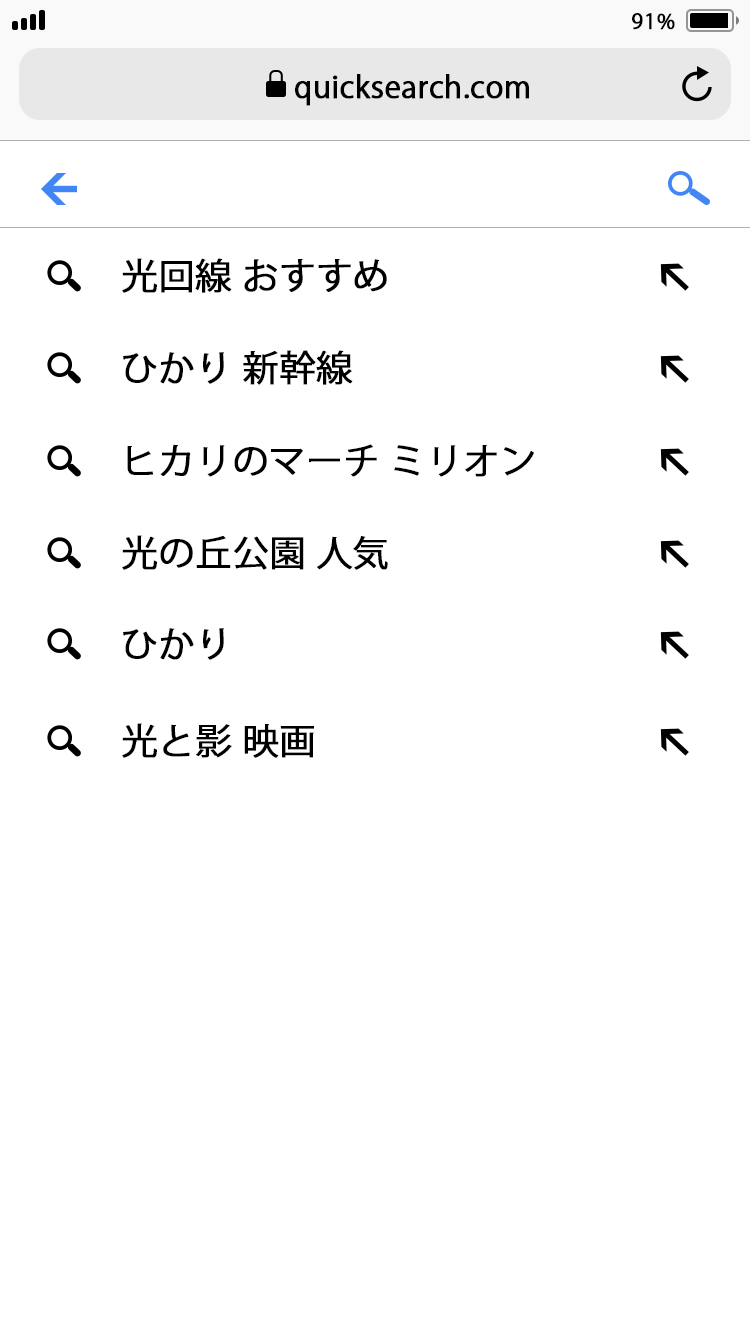 91%
quicksearch.com
光回線 おすすめ
ひかり 新幹線
ヒカリのマーチ ミリオン
光の丘公園 人気
ひかり
光と影 映画